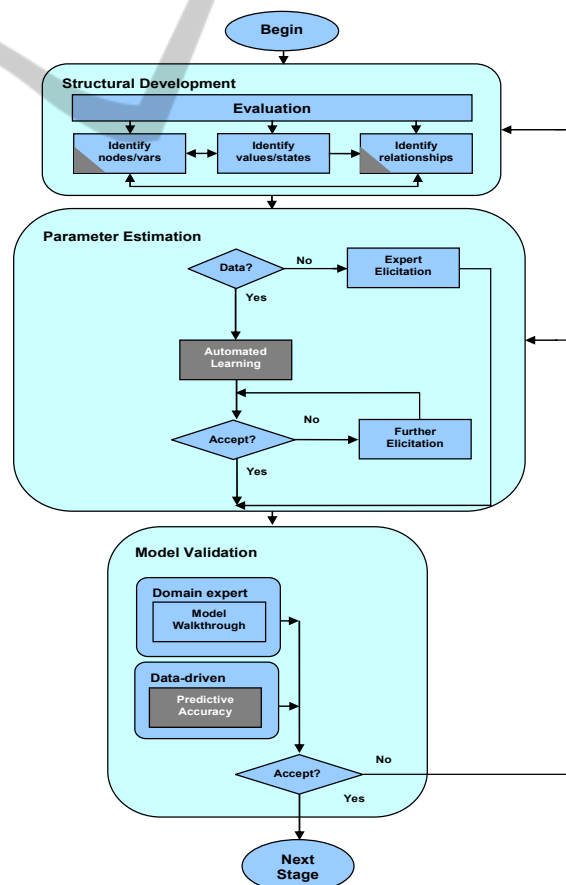 Begin
Structural Development
Evaluation
Identify
nodes/vars
Identify
values/states
Identify
relationships
Parameter Estimation
Data?
No
Expert
Elicitation
Yes
Automated
Learning
Accept?
No
Further
Elicitation
Yes
Model Validation
Domain expert
Model
Walkthrough
Data-driven
Predictive
Accuracy
Accept?
No
Yes
Next
Stage